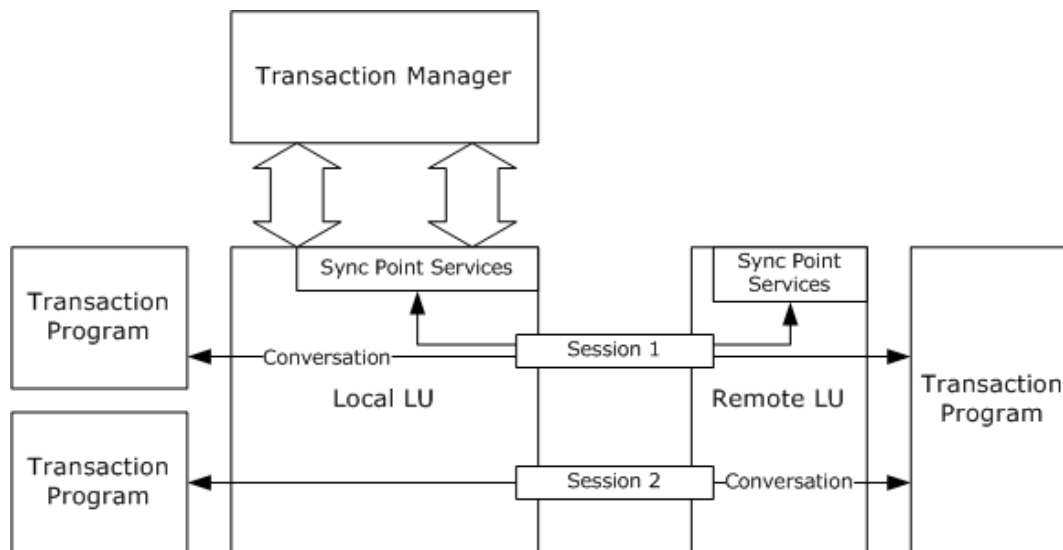 Transaction Manager
Sync Point Services
Sync Point
Services
Transaction
Program
Session 1
Conversation
Local LU
Remote LU
Transaction
Program
Transaction
Program
Session 2
Conversation